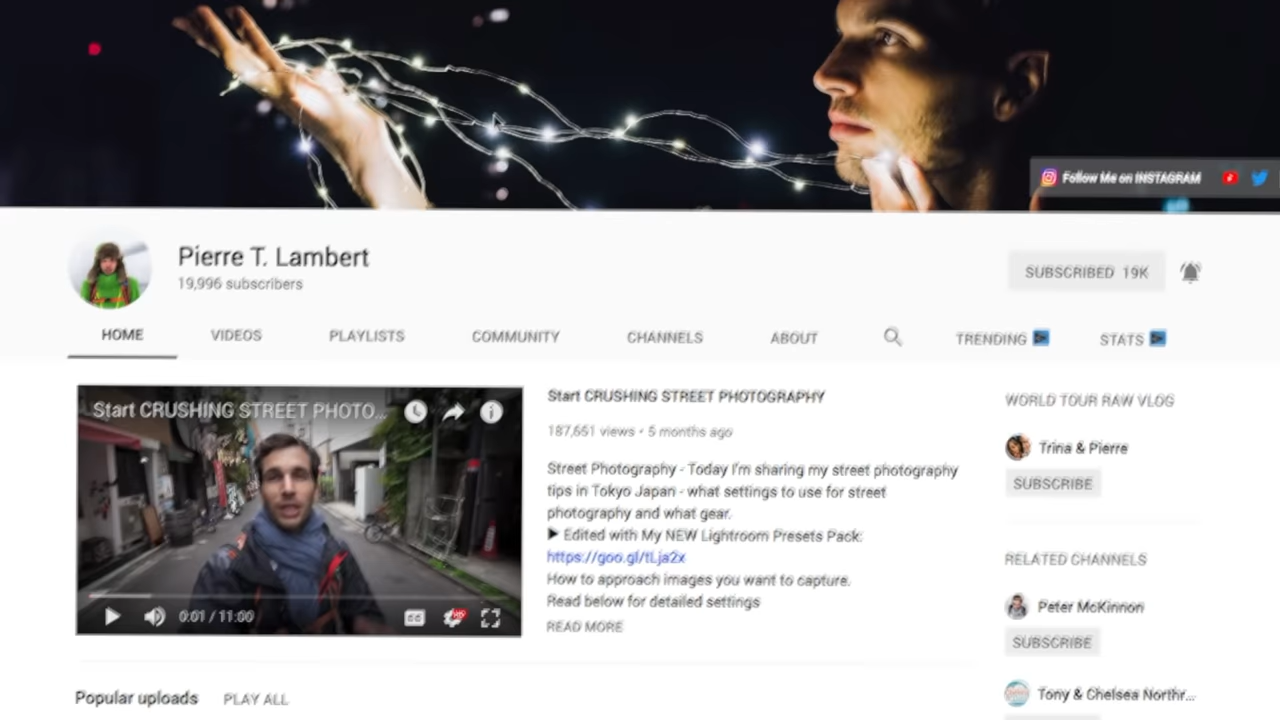 Follow Me on INSTAGRAM
Pierre T. Lambert
19,996 subscribers
SUBSCRIBED 19K
HOME
VIDEOS
PLAYLISTS
COMMUNITY
CHANNELS
ABOUT
TRENDING
STATS
Start CRUSHING STREET PHOTO...
0:01 / 11:00
CC
HD
Start CRUSHING STREET PHOTOGRAPHY
187,651 views • 5 months ago
Street Photography - Today I'm sharing my street photography
tips in Tokyo Japan - what settings to use for street
photography and what gear.
▶ Edited with My NEW Lightroom Presets Pack:
https://goo.gl/tLja2x
How to approach images you want to capture.
Read below for detailed settings
READ MORE
WORLD TOUR RAW VLOG
Trina & Pierre
SUBSCRIBE
RELATED CHANNELS
Peter McKinnon
SUBSCRIBE
Tony & Chelsea Northr...
Popular uploads
PLAY ALL